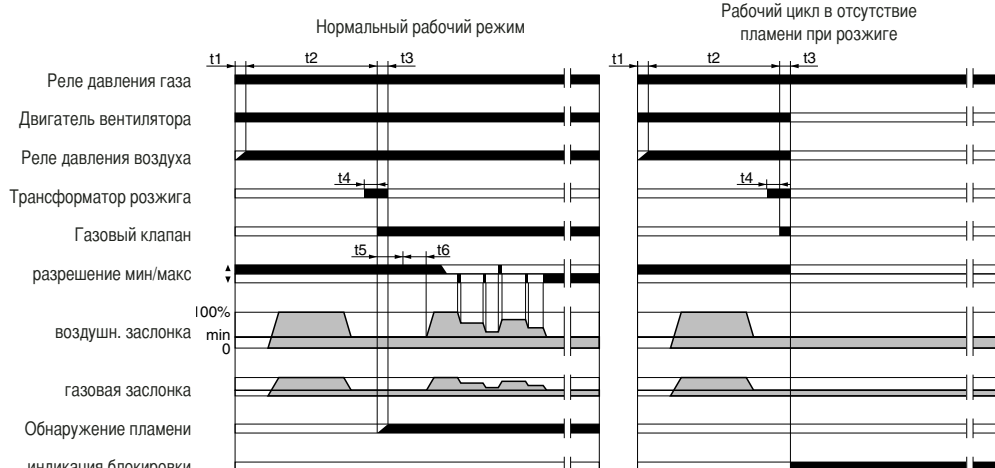 Нормальный рабочий режим
Рабочий цикл в отсутствие
пламени при розжиге
t1 t2 t3
t1 t2 t3
Реле давления газа
Двигатель вентилятора
Реле давления воздуха
t4 t4
Трансформатор розжига
Газовый клапан
t5 t6
разрешение мин/макс
100%
воздушн. заслонка
min
0
газовая заслонка
Обнаружение пламени
индикация блокировки